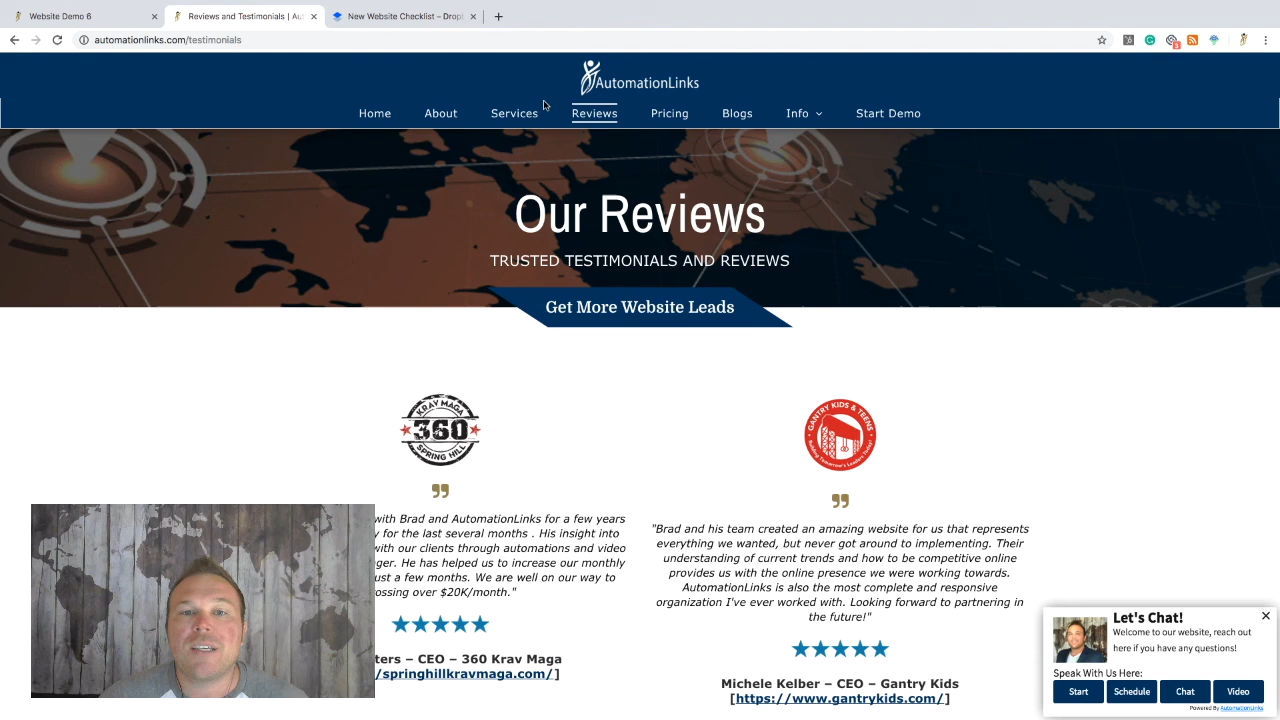 Website Demo 6
Reviews and Testimonials | Aut
New Website Checklist – Dropb
automationlinks.com/testimonials
AutomationLinks
Home About Services Reviews Pricing Blogs Info Start Demo
Our Reviews
TRUSTED TESTIMONIALS AND REVIEWS
Get More Website Leads
KRAV MAGA
360
SPRING HILL
with Brad and AutomationLinks for a few years
y for the last several months . His insight into
with our clients through automations and video
ger. He has helped us to increase our monthly
ust a few months. We are well on our way to
ossing over $20K/month."
ters – CEO – 360 Krav Maga
/springhillkravmaga.com/]
GANTRY KIDS & TEENS
Building Tomorrow's Leaders Today!
"Brad and his team created an amazing website for us that represents
everything we wanted, but never got around to implementing. Their
understanding of current trends and how to be competitive online
provides us with the online presence we were working towards.
AutomationLinks is also the most complete and responsive
organization I've ever worked with. Looking forward to partnering in
the future!"
Michele Kelber – CEO – Gantry Kids
[https://www.gantrykids.com/]
Let's Chat!
Welcome to our website, reach out
here if you have any questions!
Speak With Us Here:
Start Schedule Chat Video
Powered By AutomationLinks